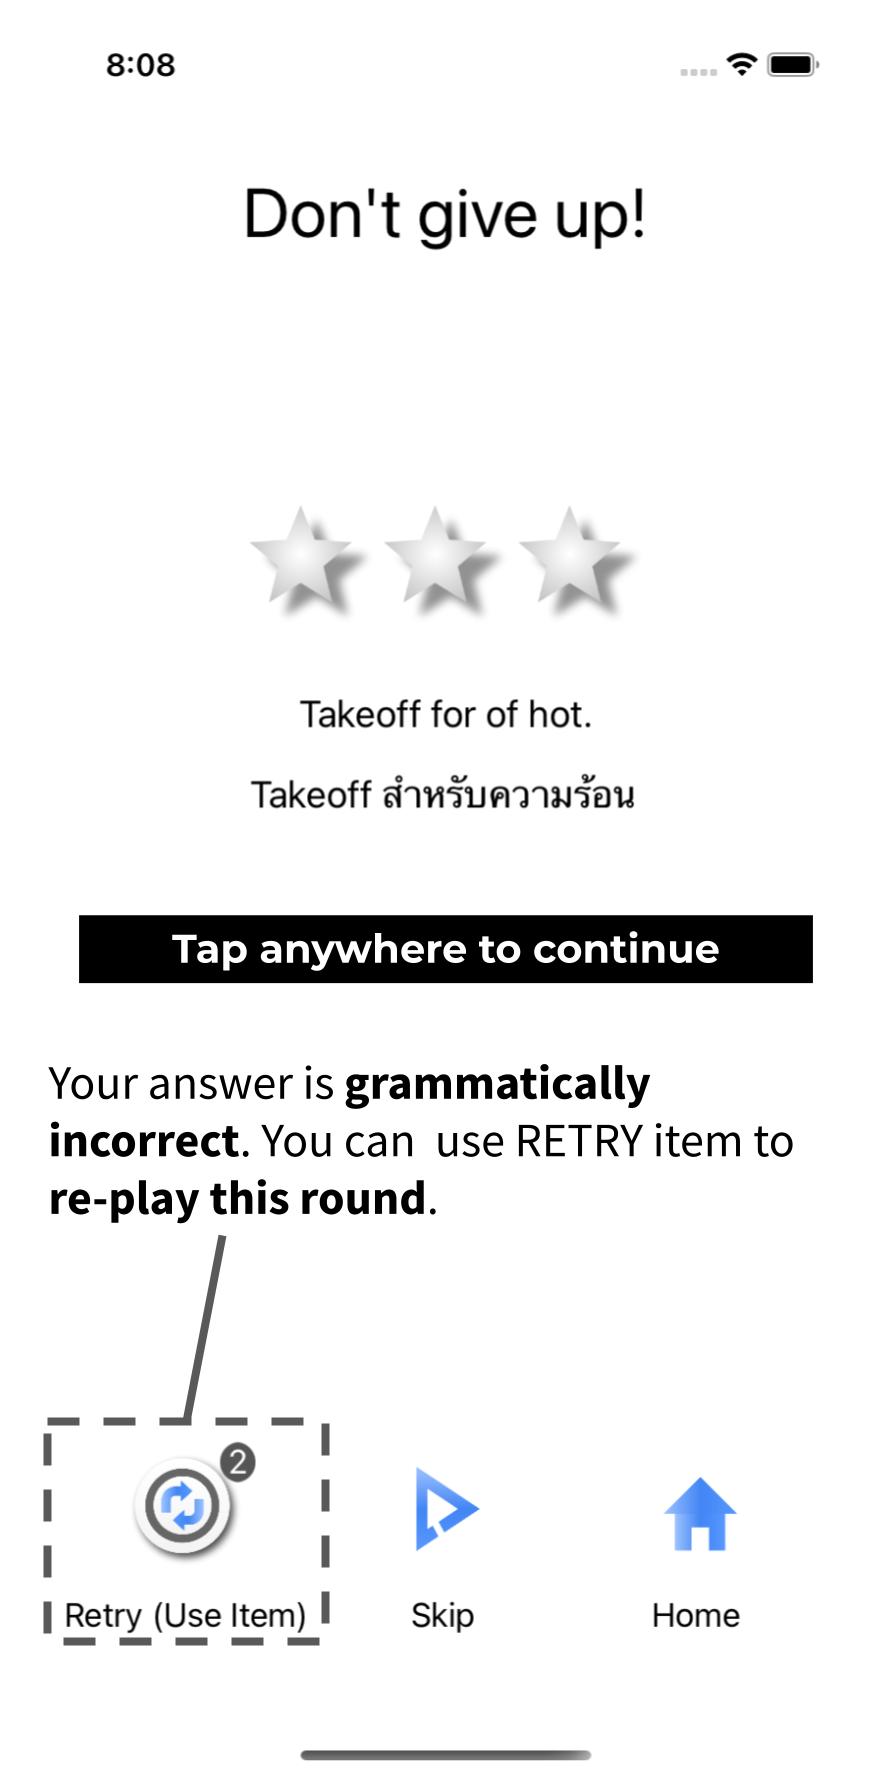 8:08
Don't give up!
Takeoff for of hot.
Takeoff สำหรับความร้อน
Tap anywhere to continue
Your answer is grammatically
incorrect. You can  use RETRY item to
re-play this round.
2
Retry (Use Item)
Skip
Home